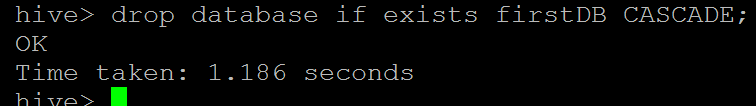 hive> drop database if exists firstDB CASCADE;
OK
Time taken: 1.186 seconds
hive>